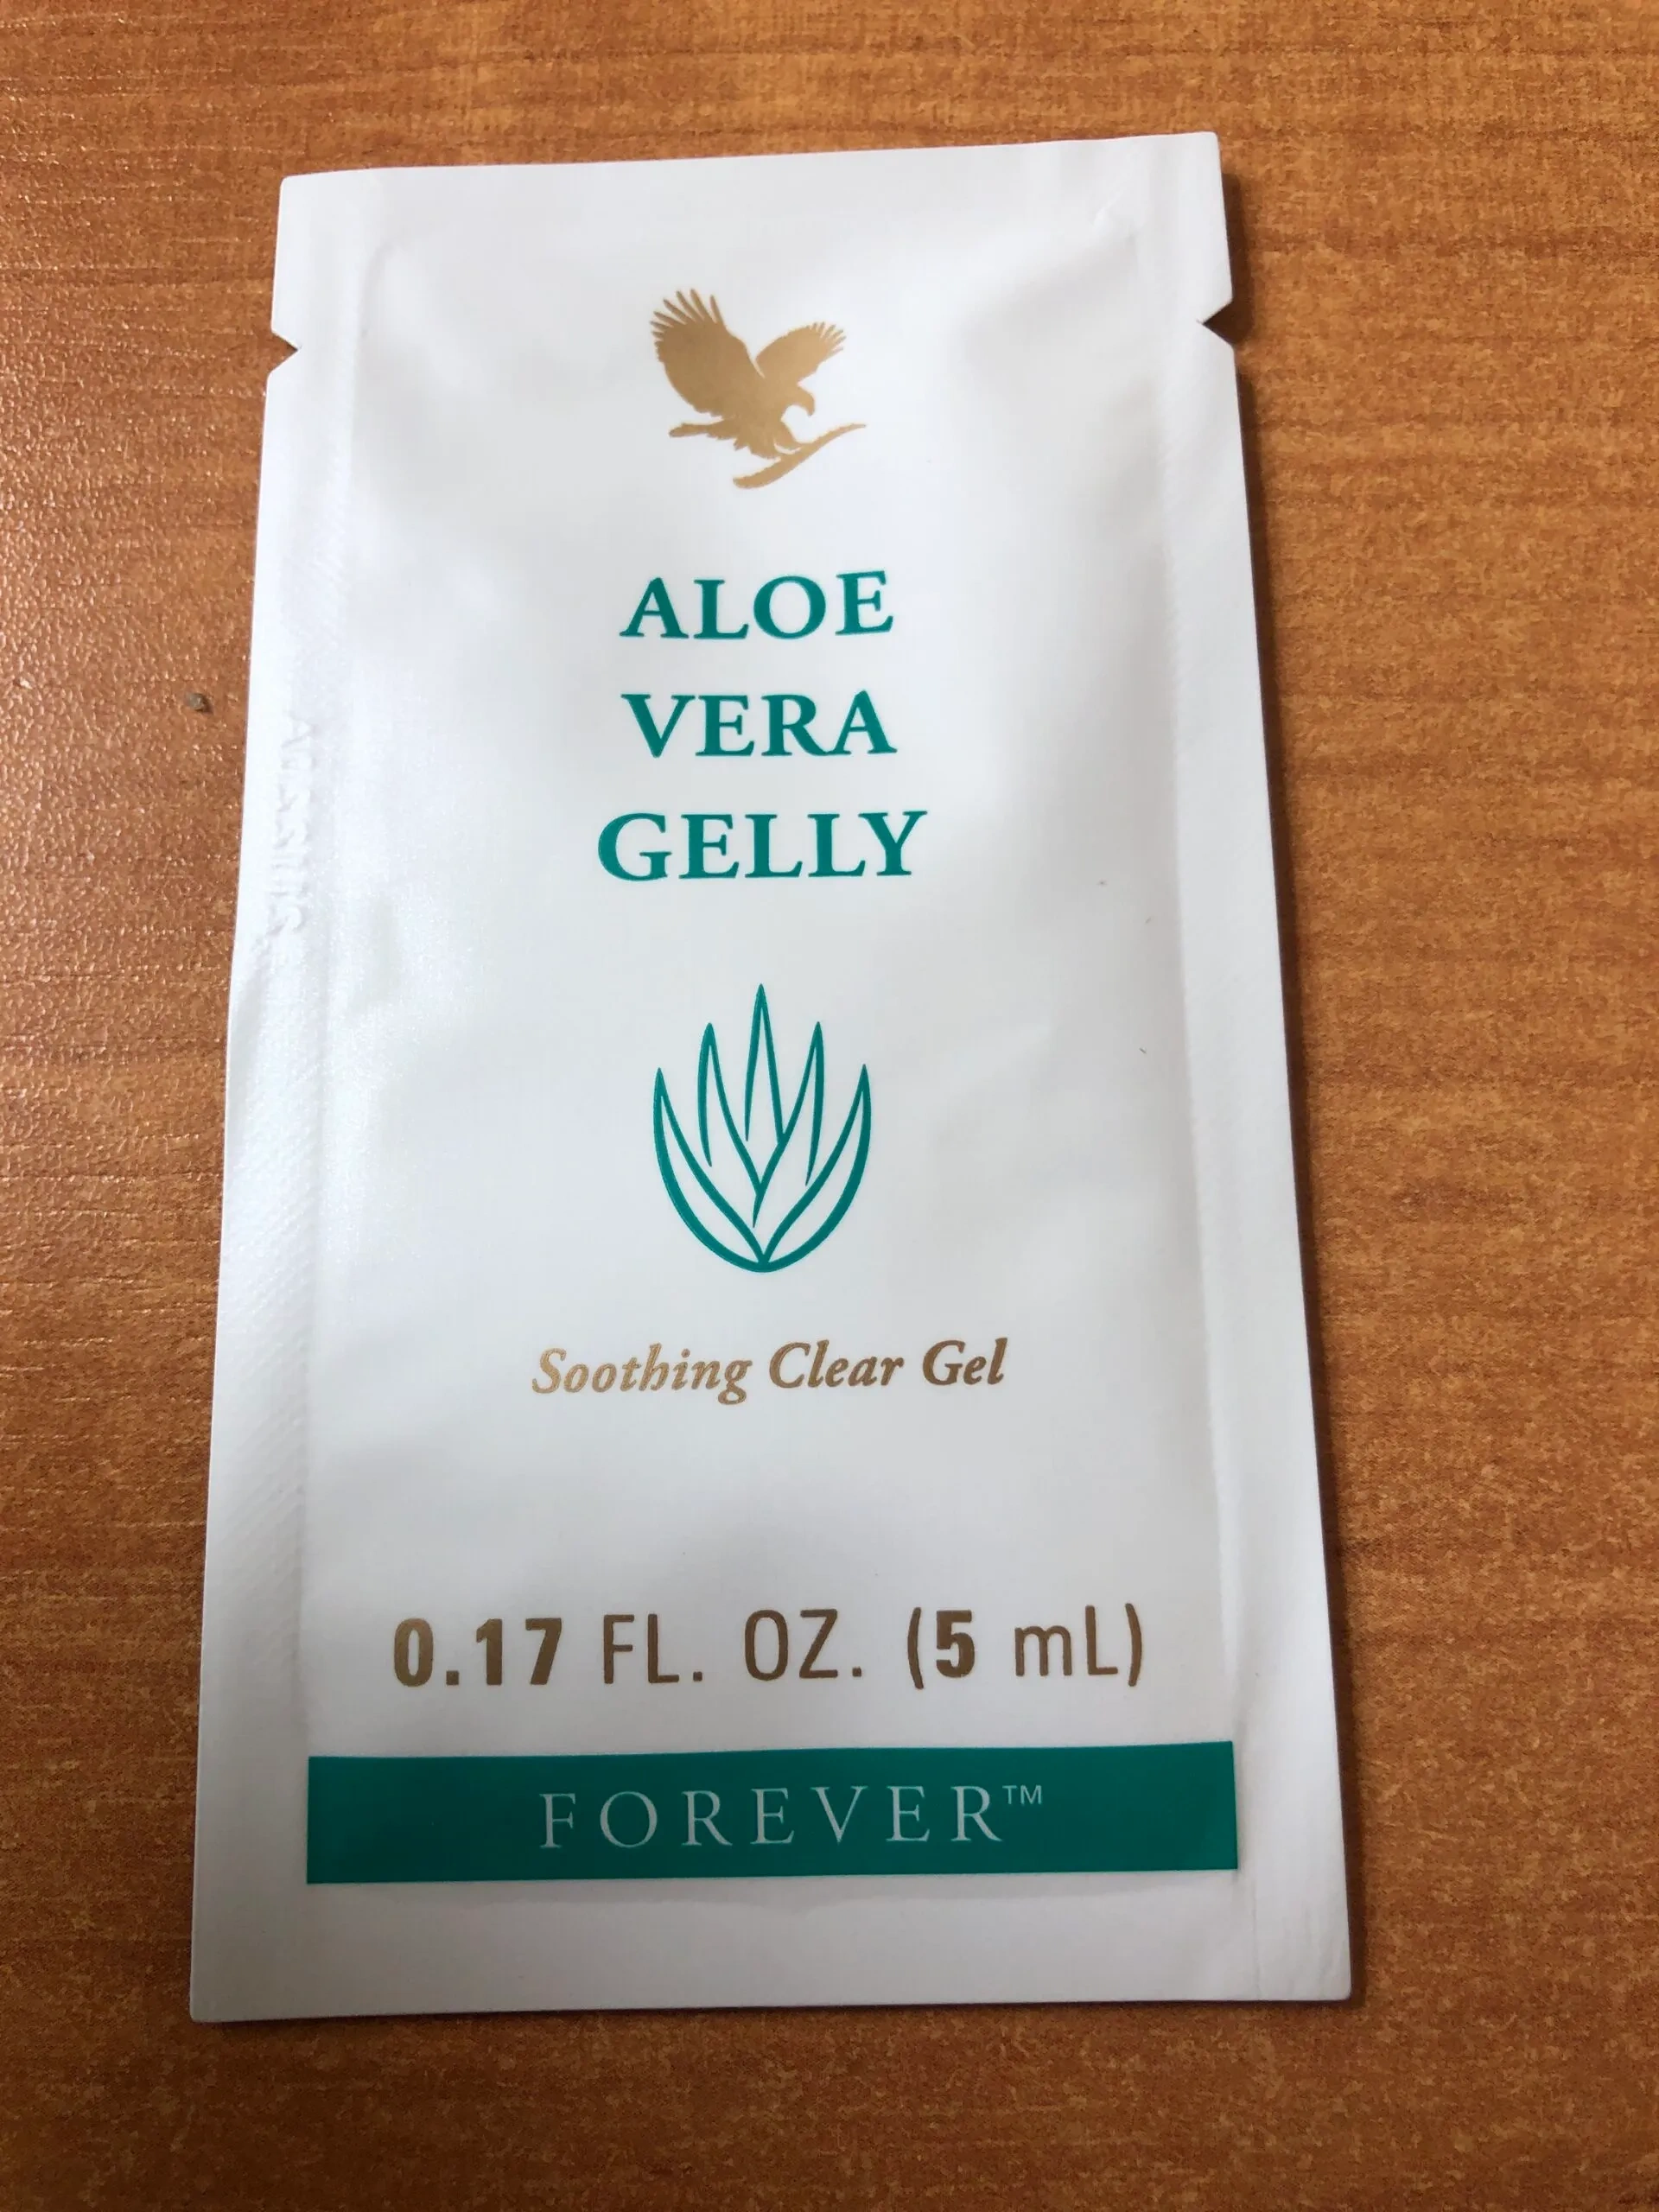 ALOE
VERA
GELLY
Soothing Clear Gel
0.17 FL. OZ. (5 mL)
FOREVER™